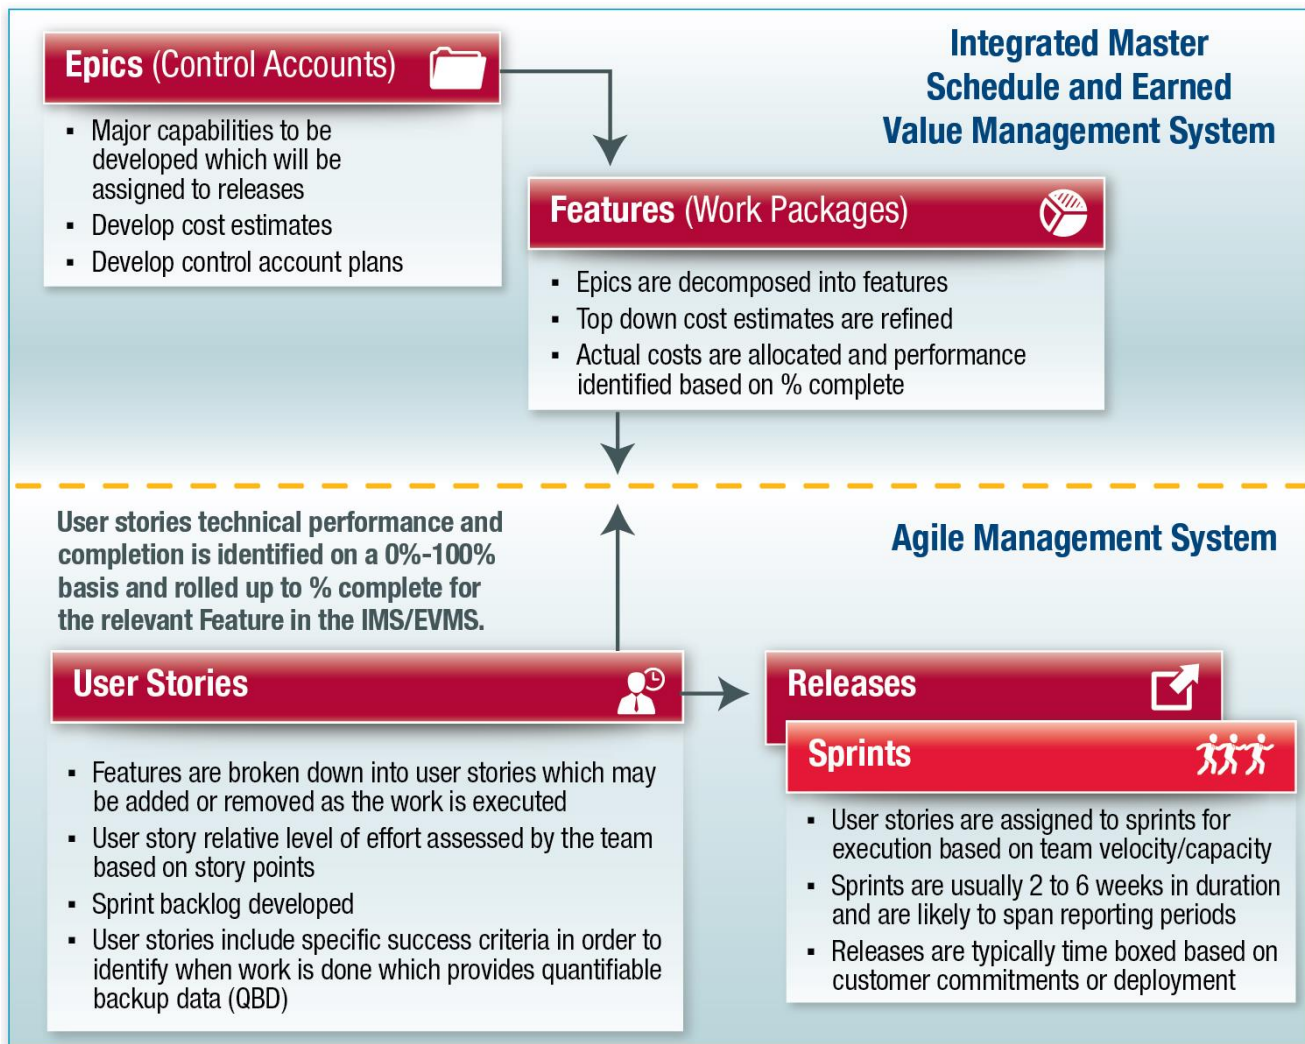 Epics (Control Accounts)
▪ Major capabilities to be
developed which will be
assigned to releases
▪ Develop cost estimates
▪ Develop control account plans
Integrated Master
Schedule and Earned
Value Management System
Features (Work Packages)
▪ Epics are decomposed into features
▪ Top down cost estimates are refined
▪ Actual costs are allocated and performance
identified based on % complete
User stories technical performance and
completion is identified on a 0%-100%
basis and rolled up to % complete for
the relevant Feature in the IMS/EVMS.
Agile Management System
User Stories
▪ Features are broken down into user stories which may
be added or removed as the work is executed
▪ User story relative level of effort assessed by the team
based on story points
▪ Sprint backlog developed
▪ User stories include specific success criteria in order to
identify when work is done which provides quantifiable
backup data (QBD)
Releases
Sprints
▪ User stories are assigned to sprints for
execution based on team velocity/capacity
▪ Sprints are usually 2 to 6 weeks in duration
and are likely to span reporting periods
▪ Releases are typically time boxed based on
customer commitments or deployment